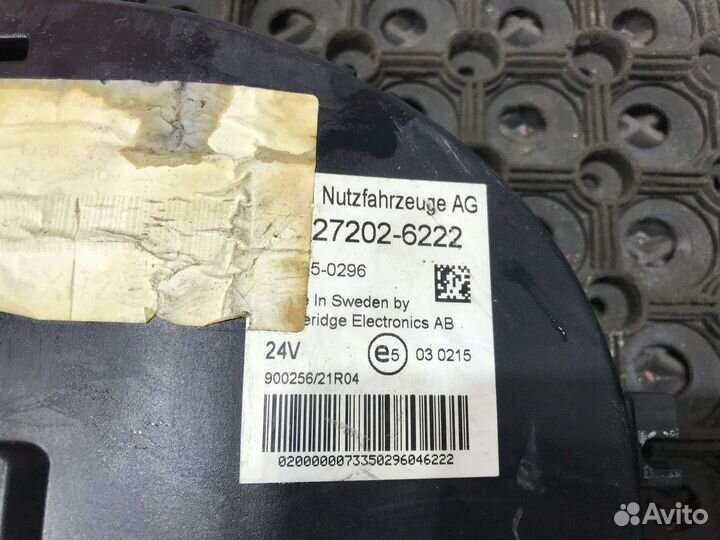 Nutzfahrzeuge AG
27202-6222
5-0296
In Sweden by
eridge Electronics AB
24V
e5
03 0215
900256/21R04
02000000073350296046222
Avito